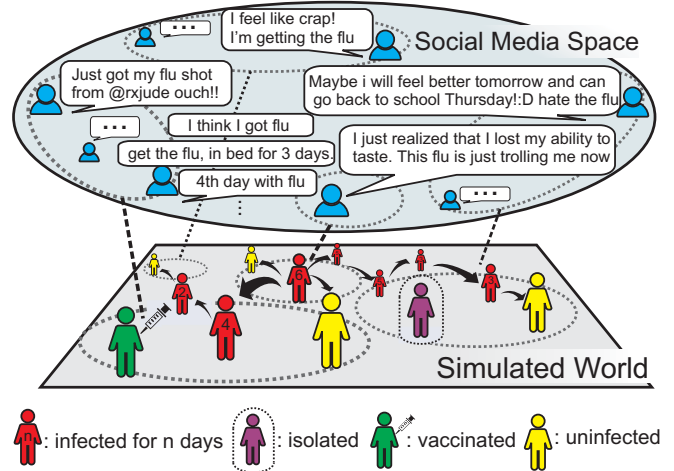 ...
I feel like crap!
I'm getting the flu
Social Media Space
Just got my flu shot
from @rxjude ouch!!
Maybe i will feel better tomorrow and can
go back to school Thursday!:D hate the flu
...
I think I got flu
I just realized that I lost my ability to
taste. This flu is just trolling me now
get the flu, in bed for 3 days.
4th day with flu
...
6
2
3
4
Simulated World
n : infected for n days
: isolated
: vaccinated
: uninfected